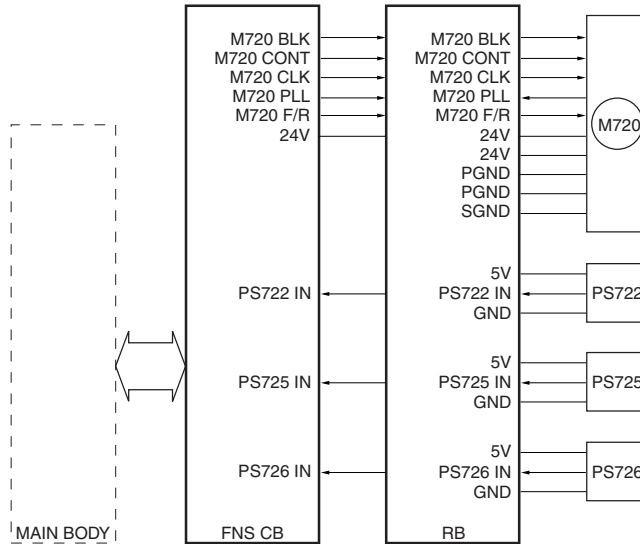 M720 BLK M720 BLK
M720 CONT M720 CONT
M720 CLK M720 CLK
M720 PLL M720 PLL
M720 F/R M720 F/R M720
24V 24V
24V
PGND
PGND
SGND
5V
PS722 IN PS722 IN PS722
GND
5V
PS725 IN PS725 IN PS725
GND
5V
PS726 IN PS726 IN PS726
GND
MAIN BODY FNS CB RB